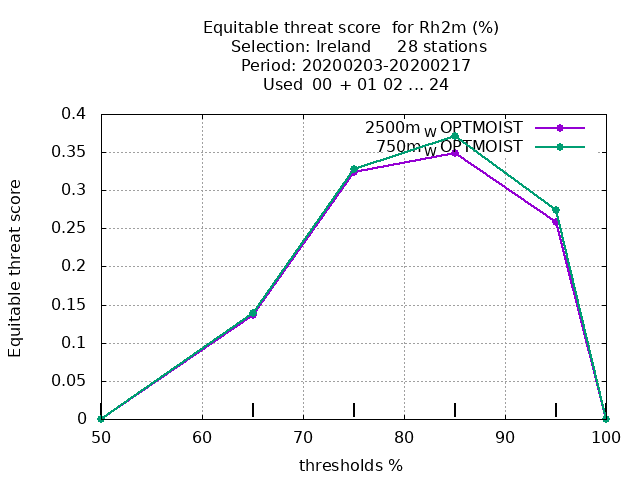 Equitable threat score  for Rh2m (%)
Selection: Ireland     28 stations
Period: 20200203-20200217
Used  00 + 01 02 ... 24
2500m_W OPTMOIST
750m_W OPTMOIST
0.4
0.35
0.3
0.25
0.2
0.15
0.1
0.05
0
Equitable threat score
50 60 70 80 90 100
thresholds %